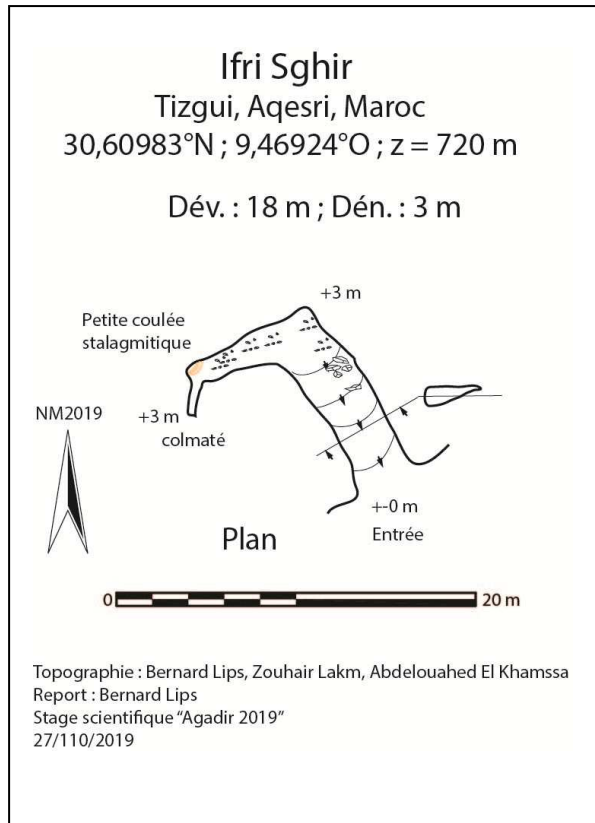 Ifri Sghir
Tizgui, Aqesri, Maroc
30,60983°N ; 9,46924°O ; z = 720 m
Dév. : 18 m ; Dén. : 3 m
+3 m
Petite coulée
stalagmitique
NM2019
+3 m
colmaté
+-0 m
Entrée
Plan
0 20 m
Topographie : Bernard Lips, Zouhair Lakm, Abdelouahed El Khamssa
Report : Bernard Lips
Stage scientifique “Agadir 2019”
27/110/2019